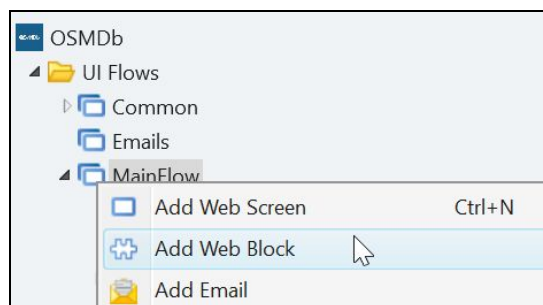 OSMDb
UI Flows
Common
Emails
MainFlow
Add Web Screen Ctrl+N
Add Web Block
Add Email